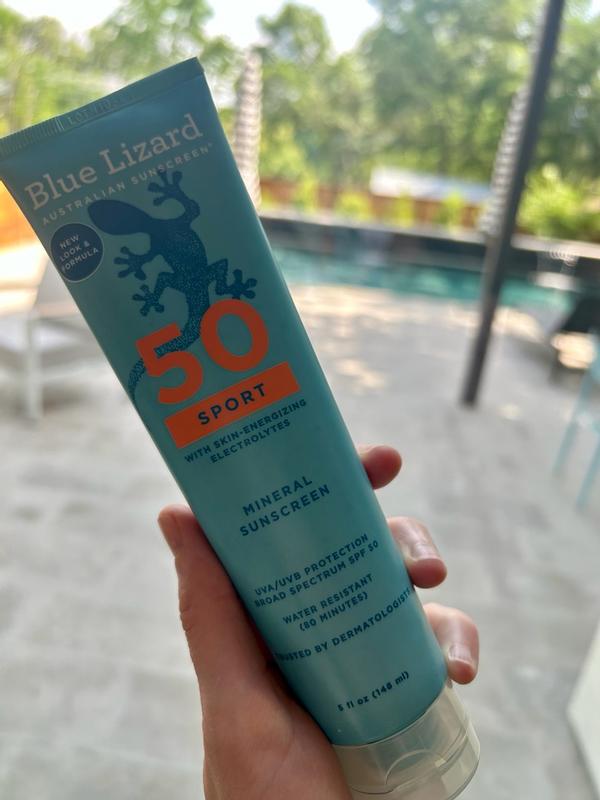 Blue Lizard
AUSTRALIAN SUNSCREEN®
NEW
LOOK &
FORMULA
50
SPORT
WITH SKIN-ENERGIZING
ELECTROLYTES
MINERAL
SUNSCREEN
UVA/UVB PROTECTION
BROAD SPECTRUM SPF 50
WATER RESISTANT
(80 MINUTES)
TRUSTED BY DERMATOLOGISTS
5 fl oz (148 ml)